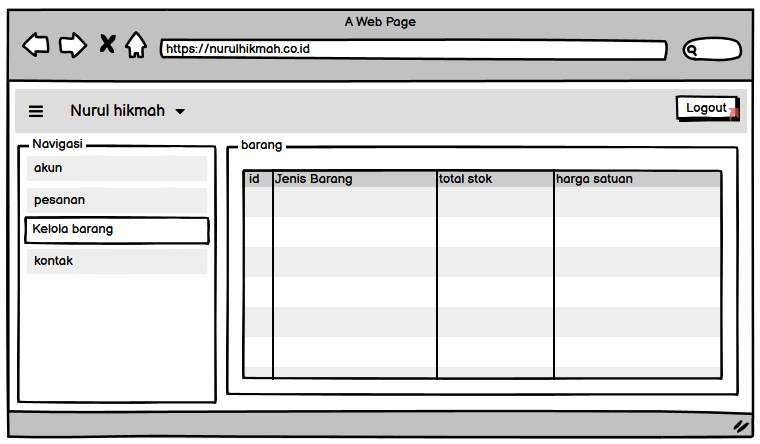 A Web Page
https://nurulhikmah.co.id
Nurul hikmah
Logout
Navigasi
akun
pesanan
Kelola barang
kontak
barang
id Jenis Barang total stok harga satuan